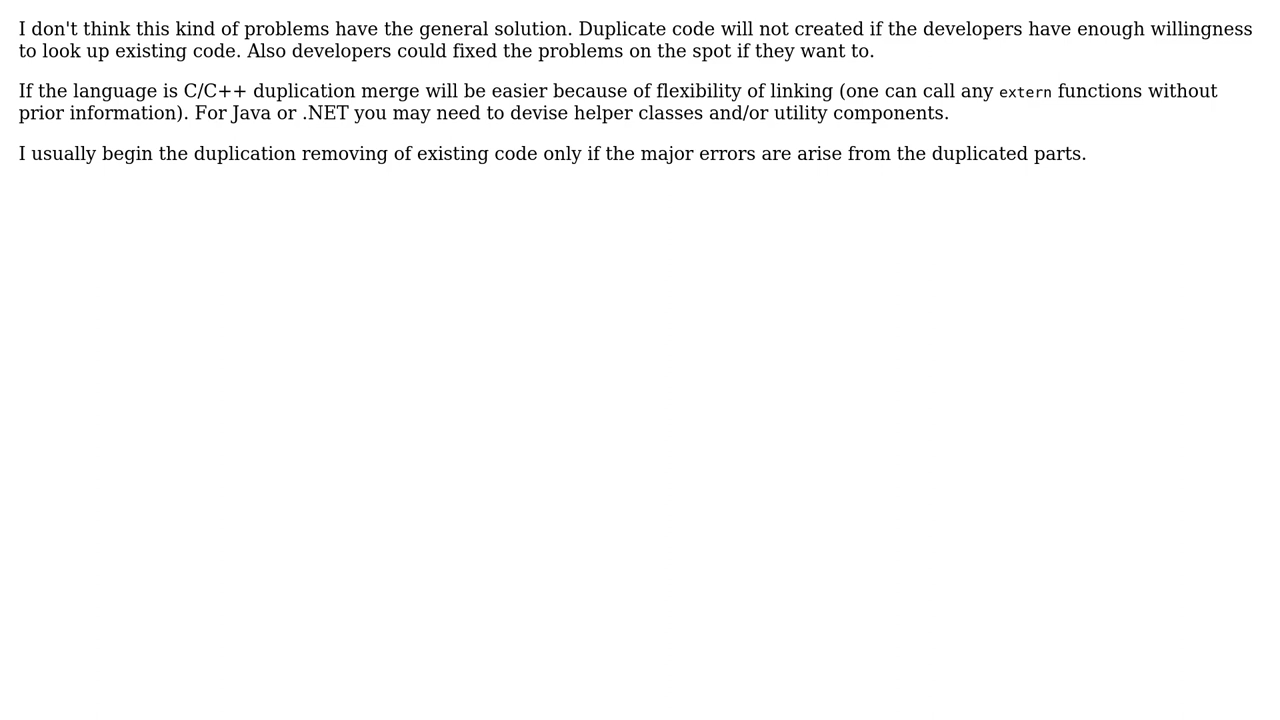 I don't think this kind of problems have the general solution. Duplicate code will not created if the developers have enough willingness
to look up existing code. Also developers could fixed the problems on the spot if they want to.
If the language is C/C++ duplication merge will be easier because of flexibility of linking (one can call any extern functions without
prior information). For Java or .NET you may need to devise helper classes and/or utility components.
I usually begin the duplication removing of existing code only if the major errors are arise from the duplicated parts.